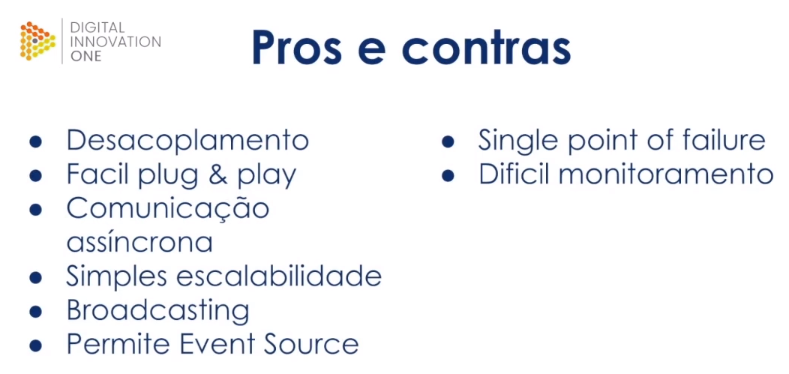 DIGITAL
INNOVATION
ONE
Pros e contras
● Desacoplamento
● Facil plug & play
● Comunicação
assíncrona
● Simples escalabilidade
● Broadcasting
● Permite Event Source
● Single point of failure
● Dificil monitoramento